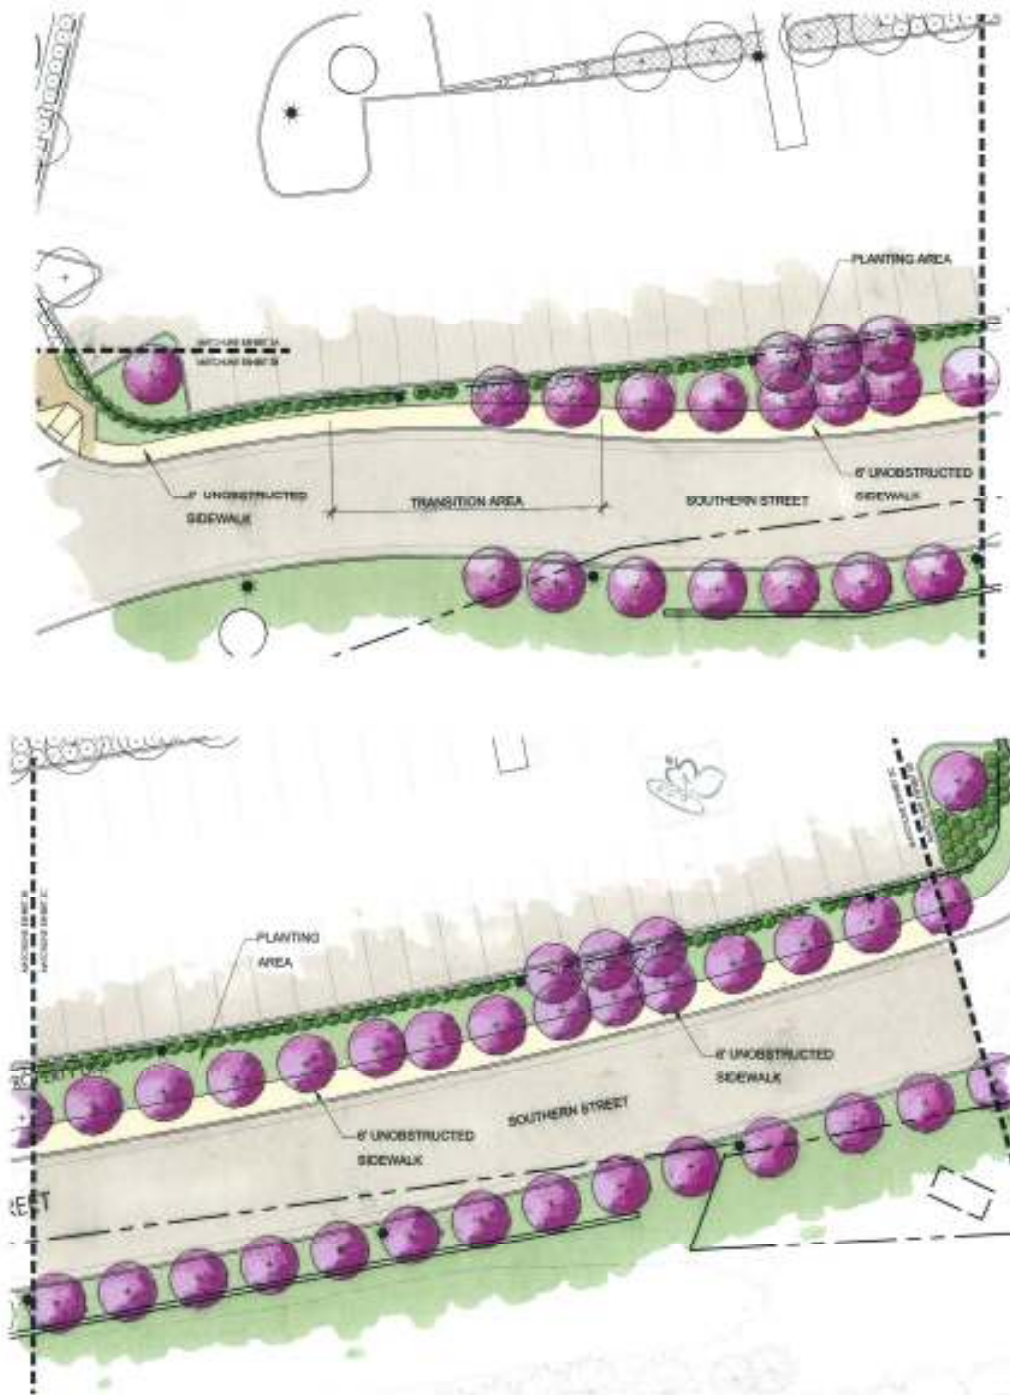 PLANTING AREA
6' UNOBSTRUCTED
SIDEWALK
UNOBSTRUCTED
SIDEWALK
TRANSITION AREA
SOUTHERN STREET
PLANTING
AREA
6' UNOBSTRUCTED
SIDEWALK
SOUTHERN STREET
6' UNOBSTRUCTED
SIDEWALK